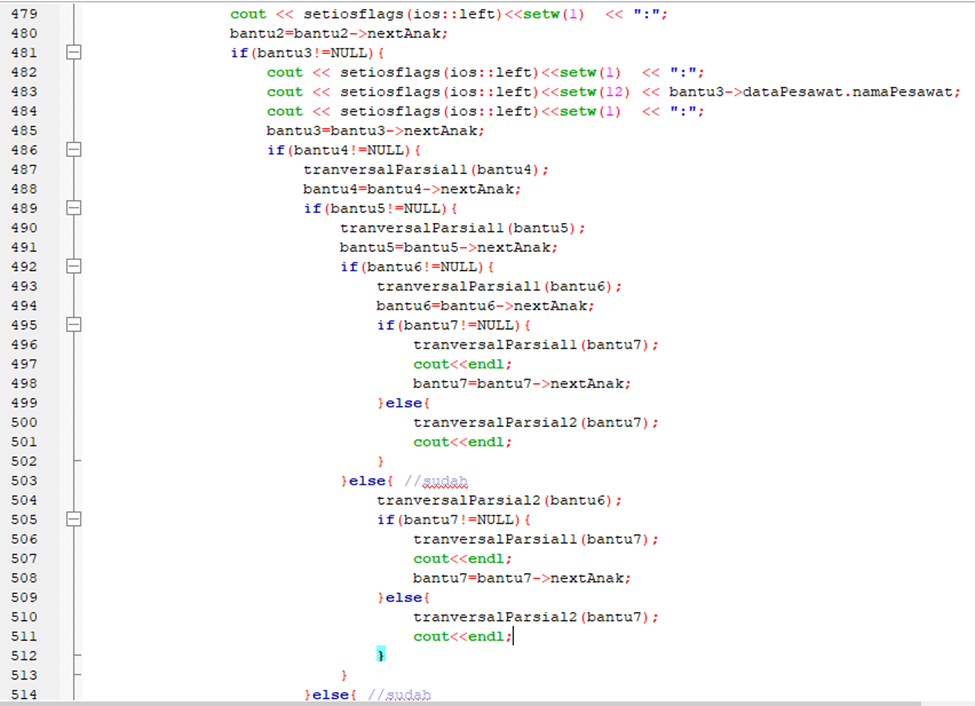 479 cout << setiosflags(ios::left)<<setw(1)  << ":";
480 bantu2=bantu2->nextAnak;
481 if(bantu3!=NULL){
482 cout << setiosflags(ios::left)<<setw(1)  << ":";
483 cout << setiosflags(ios::left)<<setw(12) << bantu3->dataPesawat.namaPesawat;
484 cout << setiosflags(ios::left)<<setw(1)  << ":";
485 bantu3=bantu3->nextAnak;
486 if(bantu4!=NULL){
487 tranversalParsial1(bantu4);
488 bantu4=bantu4->nextAnak;
489 if(bantu5!=NULL){
490 tranversalParsial1(bantu5);
491 bantu5=bantu5->nextAnak;
492 if(bantu6!=NULL){
493 tranversalParsial1(bantu6);
494 bantu6=bantu6->nextAnak;
495 if(bantu7!=NULL){
496 tranversalParsial1(bantu7);
497 cout<<endl;
498 bantu7=bantu7->nextAnak;
499 }else{
500 tranversalParsial2(bantu7);
501 cout<<endl;
502 }
503 }else{ //sudah
504 tranversalParsial2(bantu6);
505 if(bantu7!=NULL){
506 tranversalParsial1(bantu7);
507 cout<<endl;
508 bantu7=bantu7->nextAnak;
509 }else{
510 tranversalParsial2(bantu7);
511 cout<<endl;
512 }
513 }
514 }else{ //sudah